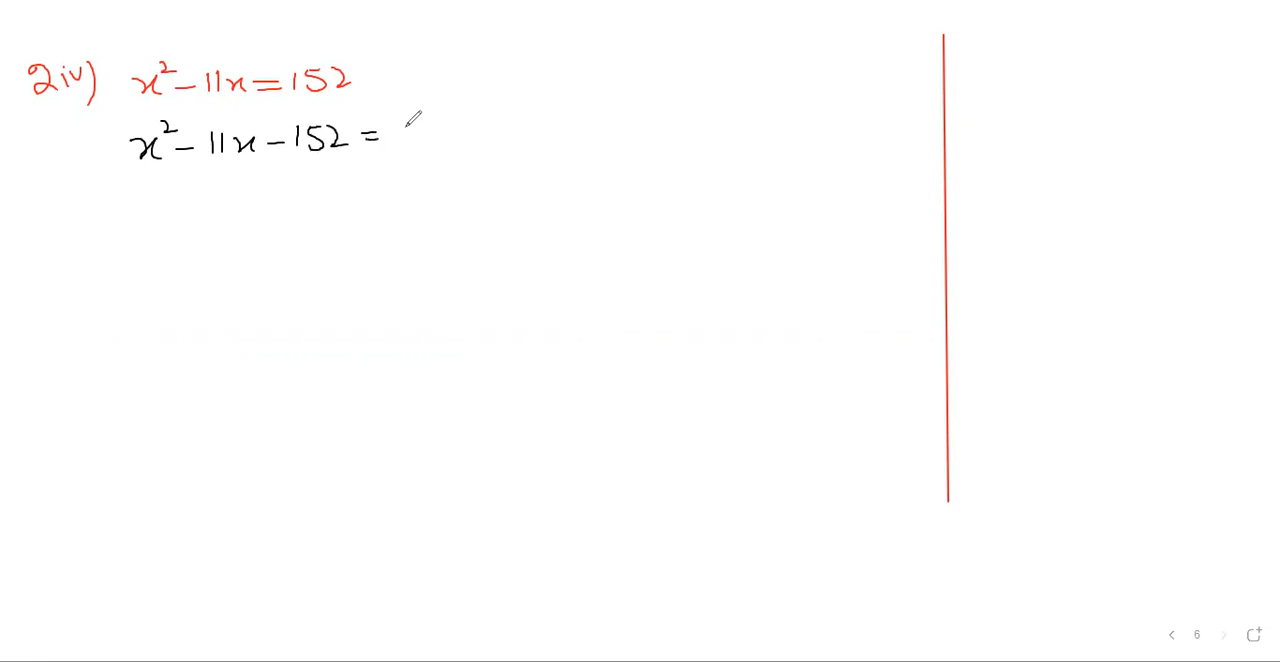 2iv) x² - 11x = 152
x² - 11x - 152 =
6